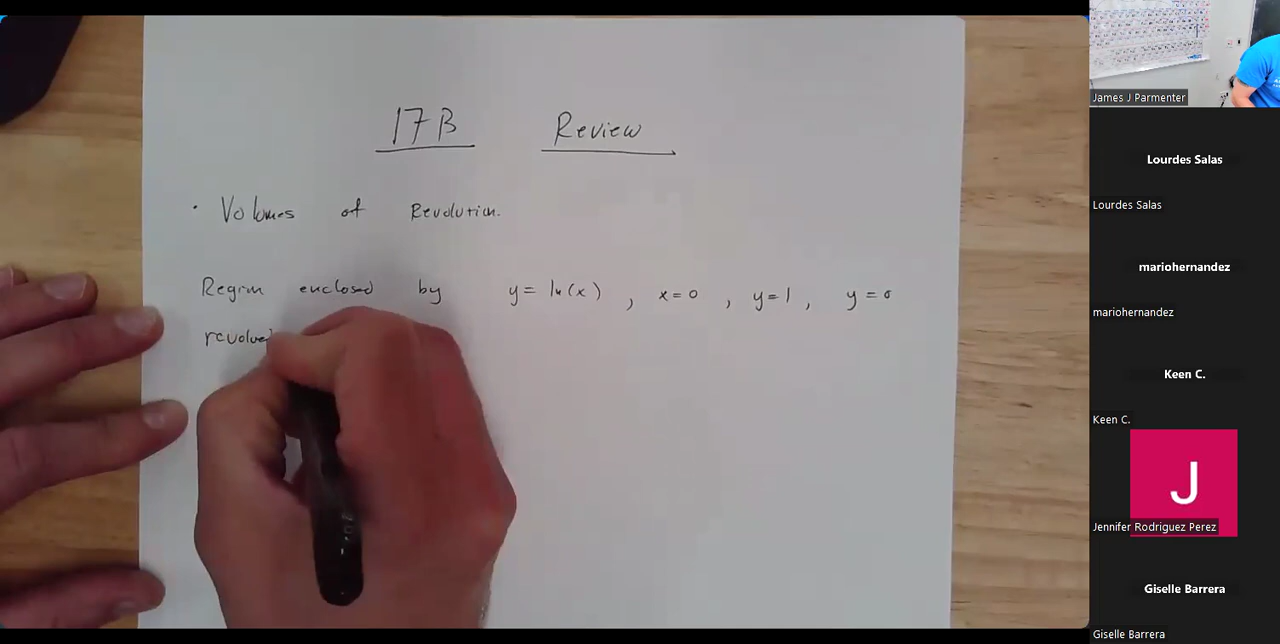 17B Review
• Volumes of Revolution.
Region enclosed by y = ln(x) , x = 0 , y = 1 , y = 0
revolved
James J Parmenter
Lourdes Salas
Lourdes Salas
mariohernandez
mariohernandez
Keen C.
Keen C.
J
Jennifer Rodriguez Perez
Giselle Barrera
Giselle Barrera